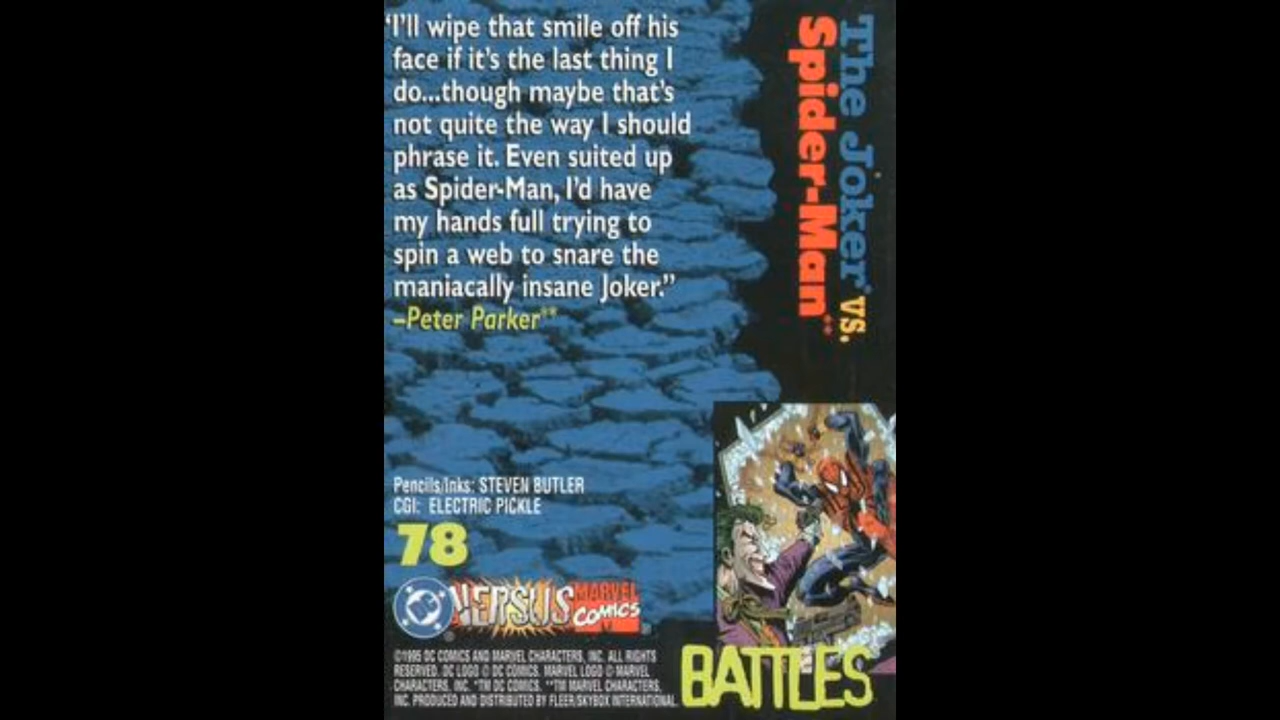 “I’ll wipe that smile off his
face if it’s the last thing I
do...though maybe that’s
not quite the way I should
phrase it. Even suited up
as Spider-Man, I’d have
my hands full trying to
spin a web to snare the
maniacally insane Joker.”
–Peter Parker**
The Joker* vs.
Spider-Man**
Pencils/Inks: STEVEN BUTLER
CGI: ELECTRIC PICKLE
78
DC VERSUS MARVEL COMICS
©1995 DC COMICS AND MARVEL CHARACTERS, INC. ALL RIGHTS
RESERVED. DC LOGO © DC COMICS. MARVEL LOGO © MARVEL
CHARACTERS, INC. *TM DC COMICS. **TM MARVEL CHARACTERS,
INC. PRODUCED AND DISTRIBUTED BY FLEER/SKYBOX INTERNATIONAL.
BATTLES